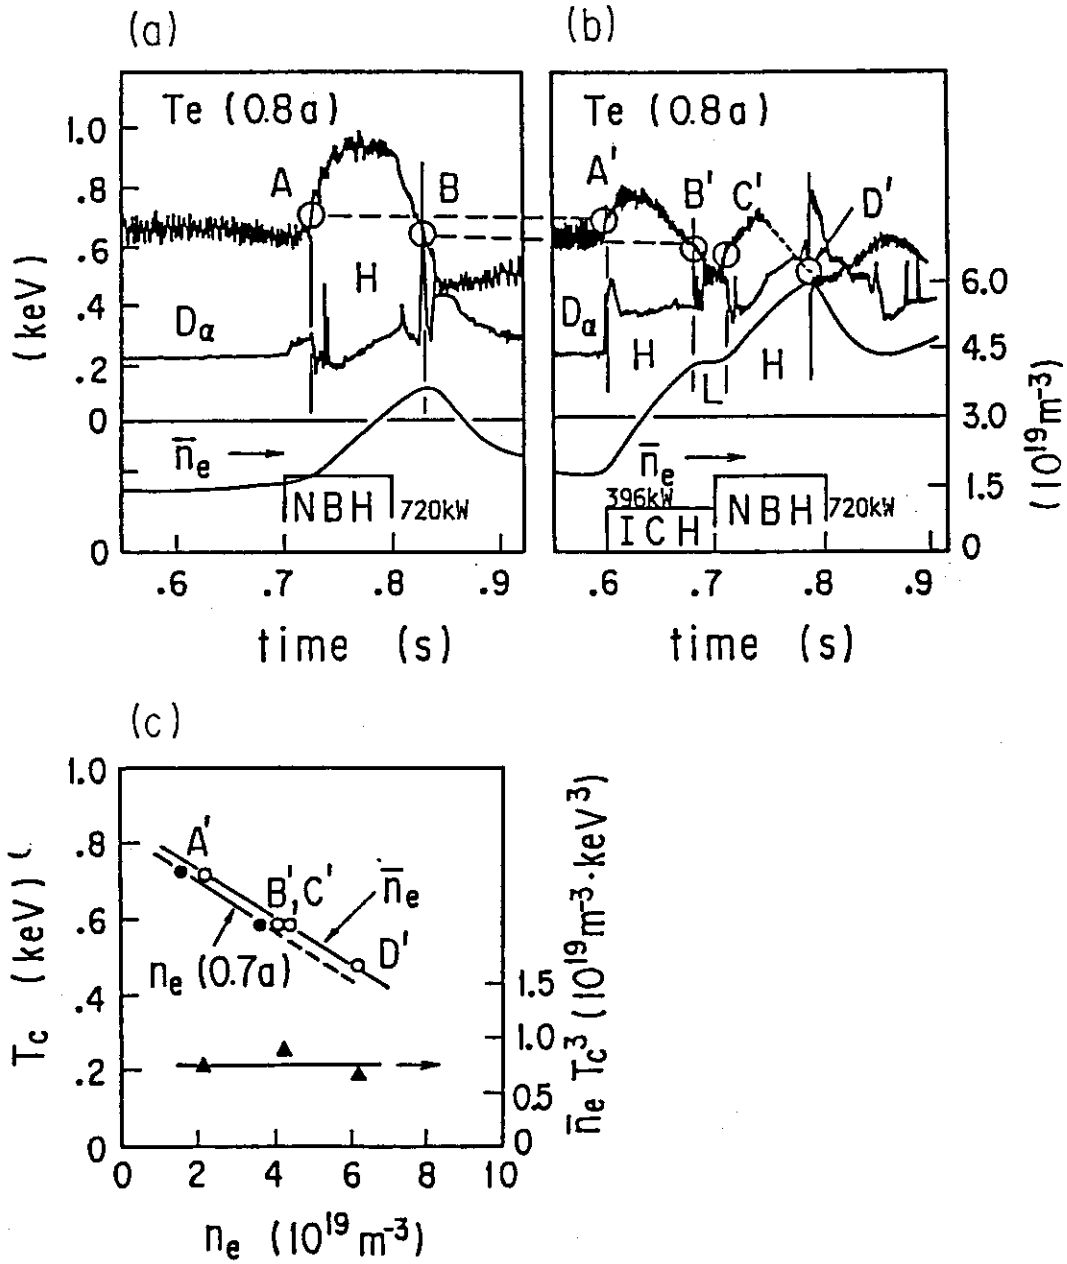 (a)
Te (0.8a)
1.0
.8
.6
.4
.2
0
0
(keV)
A
B
H
Dα
n̄e →
NBH
720kW
.6 .7 .8 .9
time (s)
(b)
Te (0.8a)
A' B' C' D'
Dα
H L H
n̄e →
396kW
ICH
NBH
720kW
6.0
4.5
3.0
1.5
0
(10¹⁹m⁻³)
.6 .7 .8 .9
time (s)
(c)
1.0
.8
.6
.4
.2
0
Tc (keV)
A'
B',C'
D'
n̄e
ne (0.7a)
1.5
1.0
0.5
0
n̄e Tc³ (10¹⁹m⁻³·keV³)
0 2 4 6 8 10
ne (10¹⁹m⁻³)